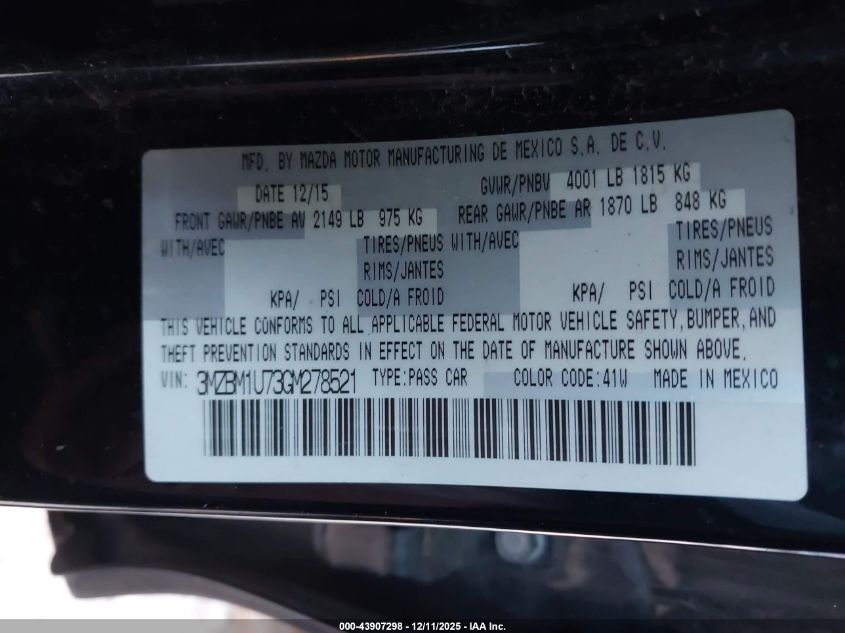 MFD. BY MAZDA MOTOR MANUFACTURING DE MEXICO S.A. DE C.V.
DATE 12/15 GVWR/PNBV 4001 LB 1815 KG
FRONT GAWR/PNBE AV 2149 LB 975 KG REAR GAWR/PNBE AR 1870 LB 848 KG
WITH/AVEC TIRES/PNEUS WITH/AVEC TIRES/PNEUS
RIMS/JANTES RIMS/JANTES
KPA/ PSI COLD/A FROID KPA/ PSI COLD/A FROID
THIS VEHICLE CONFORMS TO ALL APPLICABLE FEDERAL MOTOR VEHICLE SAFETY, BUMPER, AND
THEFT PREVENTION STANDARDS IN EFFECT ON THE DATE OF MANUFACTURE SHOWN ABOVE.
VIN: 3MZBM1U73GM278521 TYPE:PASS CAR COLOR CODE:41W MADE IN MEXICO
000-43907298 - 12/11/2025 - IAA Inc.